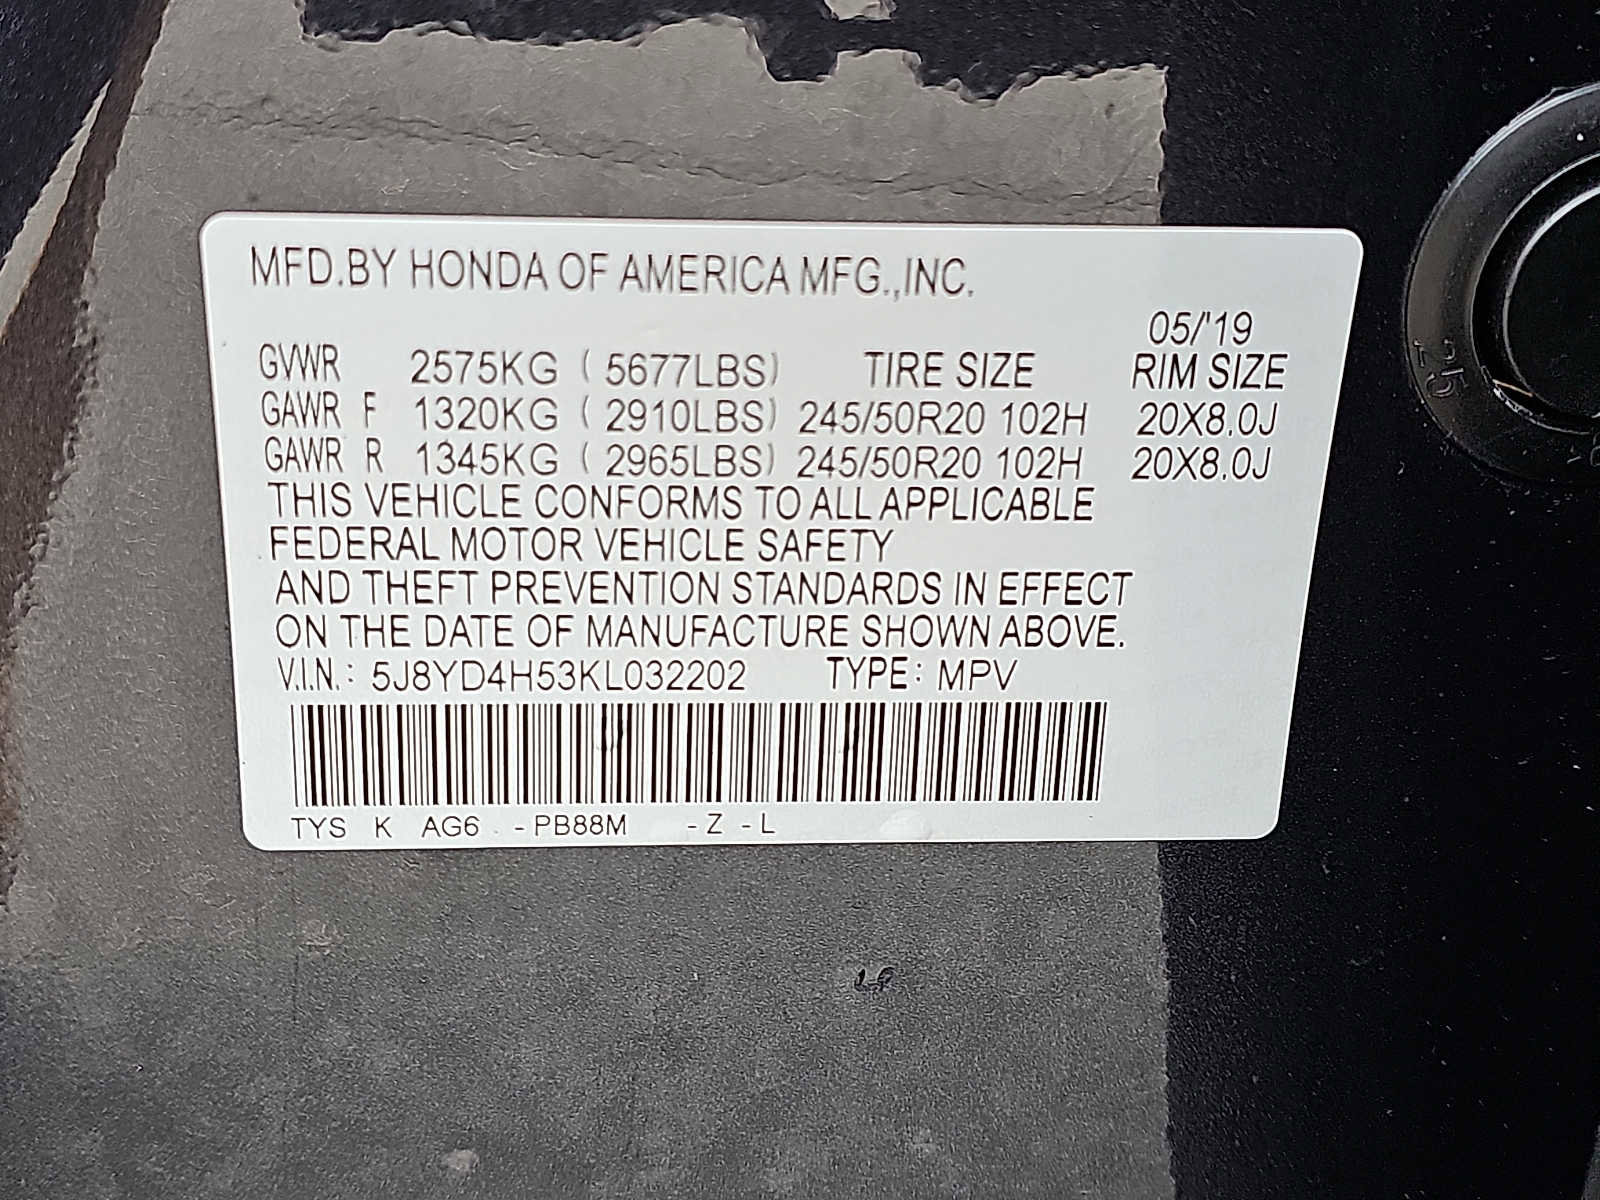 MFD.BY HONDA OF AMERICA MFG.,INC.
05/'19
GVWR 2575KG ( 5677LBS) TIRE SIZE RIM SIZE
GAWR F 1320KG ( 2910LBS) 245/50R20 102H 20X8.0J
GAWR R 1345KG ( 2965LBS) 245/50R20 102H 20X8.0J
THIS VEHICLE CONFORMS TO ALL APPLICABLE
FEDERAL MOTOR VEHICLE SAFETY
AND THEFT PREVENTION STANDARDS IN EFFECT
ON THE DATE OF MANUFACTURE SHOWN ABOVE.
V.I.N.: 5J8YD4H53KL032202 TYPE: MPV
TYS K AG6 -PB88M -Z -L